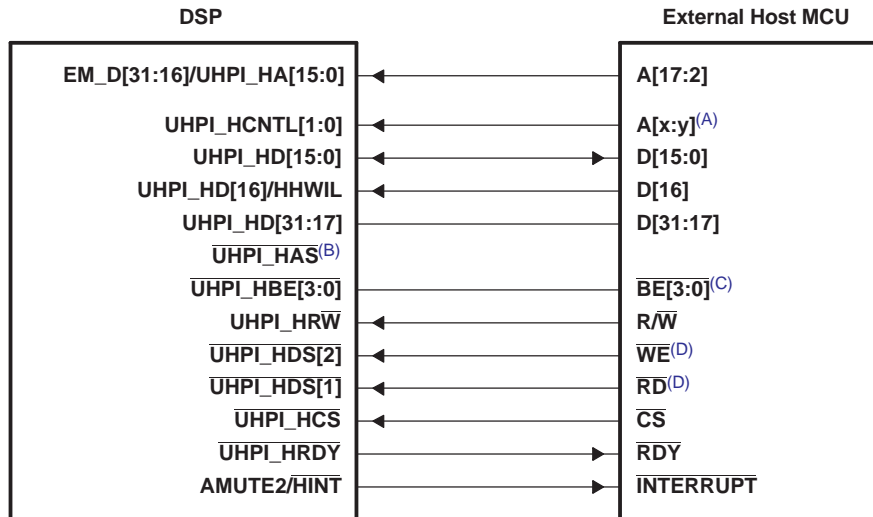 DSP External Host MCU
EM_D[31:16]/UHPI_HA[15:0] A[17:2]
UHPI_HCNTL[1:0] A[x:y](A)
UHPI_HD[15:0] D[15:0]
UHPI_HD[16]/HHWIL D[16]
UHPI_HD[31:17] D[31:17]
UHPI_HAS(B)
UHPI_HBE[3:0] BE[3:0](C)
UHPI_HRW R/W
UHPI_HDS[2] WE(D)
UHPI_HDS[1] RD(D)
UHPI_HCS CS
UHPI_HRDY RDY
AMUTE2/HINT INTERRUPT